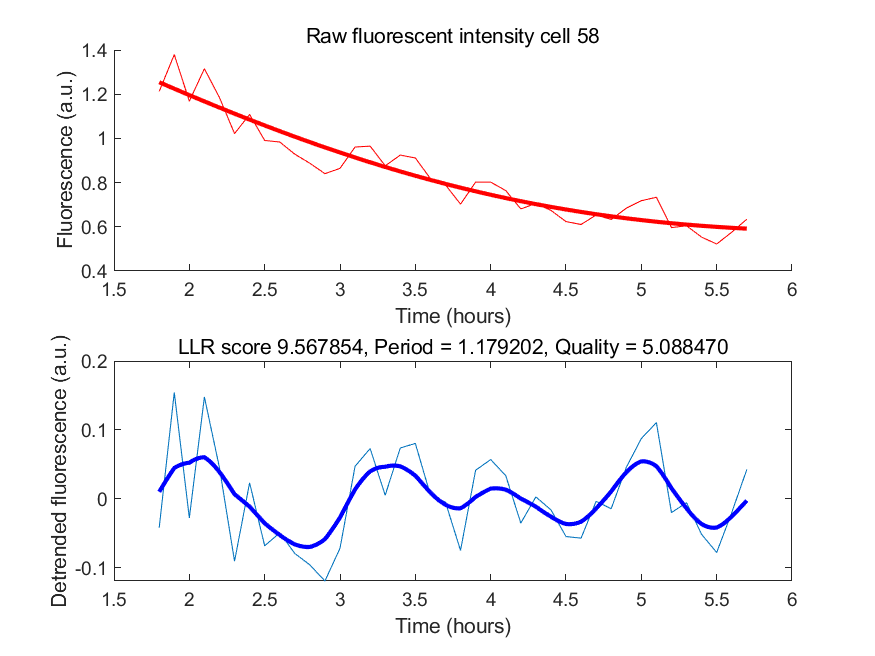 Raw fluorescent intensity cell 58
Fluorescence (a.u.)
1.4
1.2
1
0.8
0.6
0.4
1.5 2 2.5 3 3.5 4 4.5 5 5.5 6
Time (hours)
LLR score 9.567854, Period = 1.179202, Quality = 5.088470
Detrended fluorescence (a.u.)
0.2
0.1
0
-0.1
1.5 2 2.5 3 3.5 4 4.5 5 5.5 6
Time (hours)